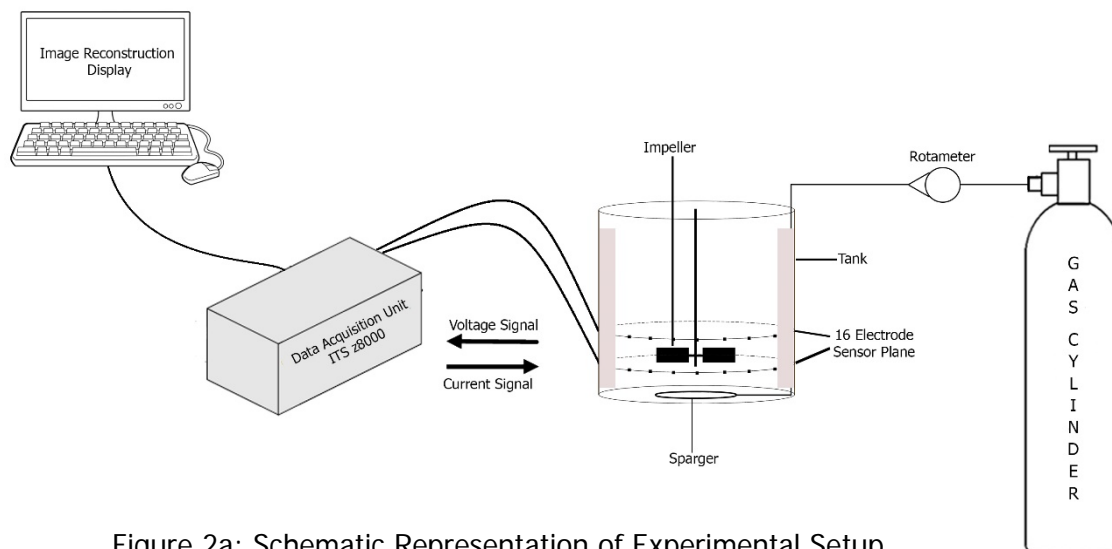 Image Reconstruction
Display
Impeller
Rotameter
Tank
Data Acquisition Unit
ITS z8000
Voltage Signal
Current Signal
16 Electrode
Sensor Plane
Sparger
G
A
S
C
Y
L
I
N
D
E
R
Figure 2a: Schematic Representation of Experimental Setup